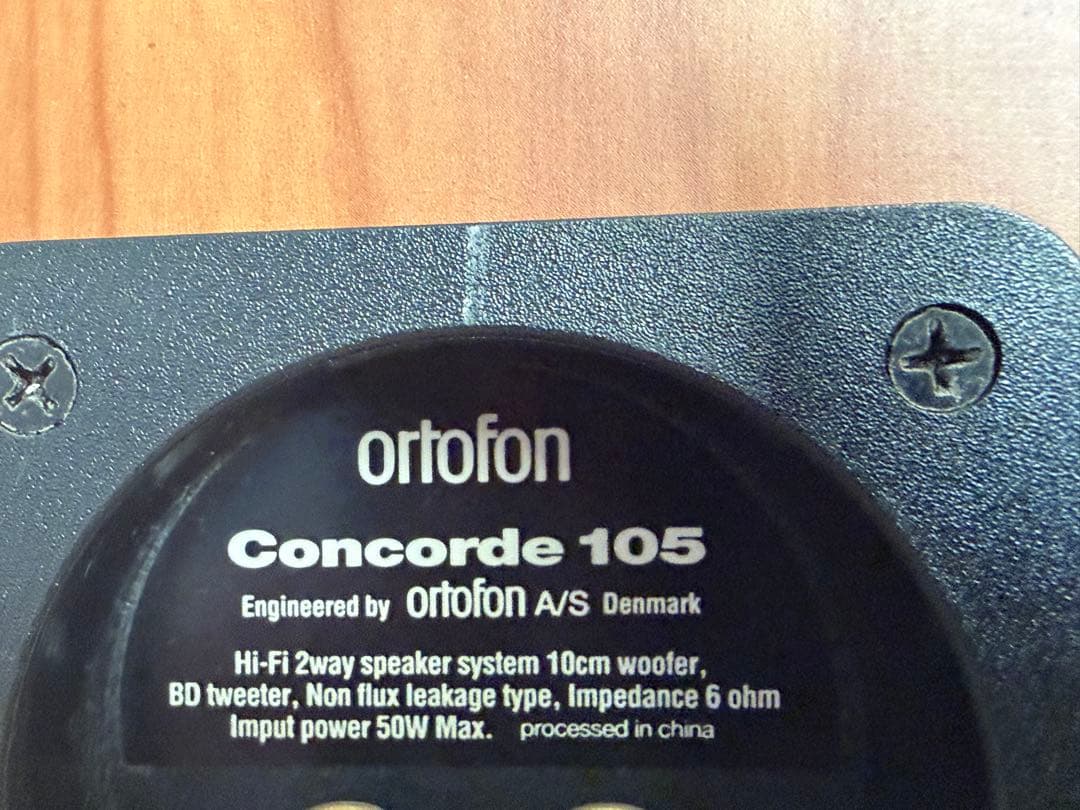 ortofon
Concorde 105
Engineered by ortofon A/S Denmark
Hi-Fi 2way speaker system 10cm woofer,
BD tweeter, Non flux leakage type, Impedance 6 ohm
Imput power 50W Max. processed in china